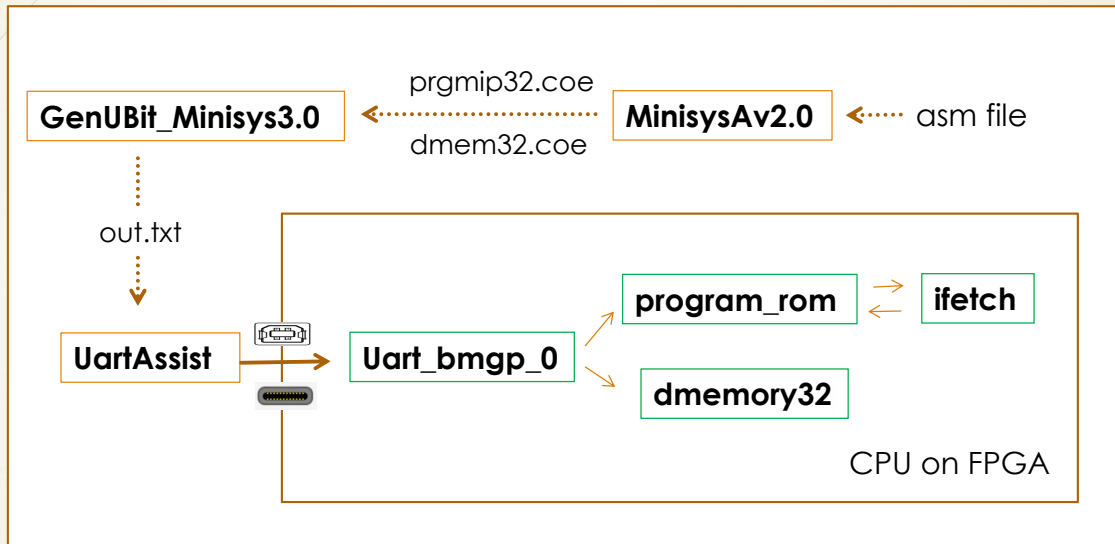 prgmip32.coe
GenUBit_Minisys3.0
MinisysAv2.0
asm file
dmem32.coe
out.txt
program_rom
ifetch
UartAssist
Uart_bmgp_0
dmemory32
CPU on FPGA